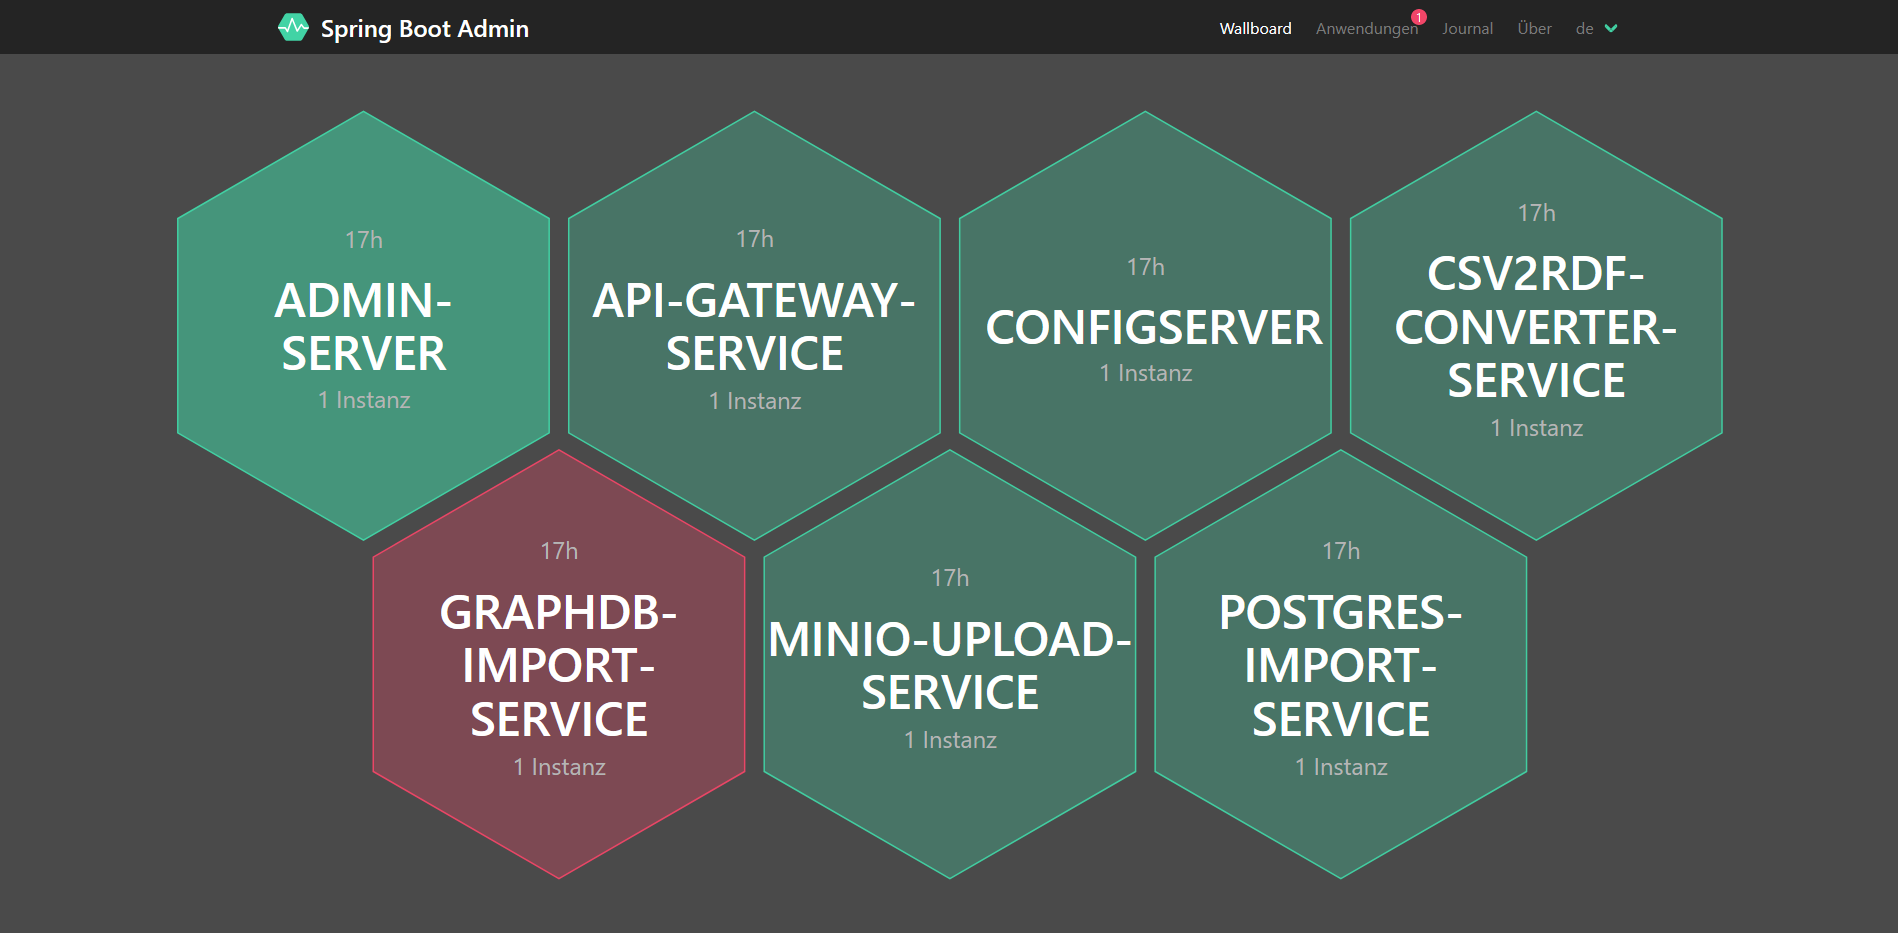 Spring Boot Admin
Wallboard
Anwendungen
1
Journal
Über
de
17h
ADMIN-
SERVER
1 Instanz
17h
API-GATEWAY-
SERVICE
1 Instanz
17h
CONFIGSERVER
1 Instanz
17h
CSV2RDF-
CONVERTER-
SERVICE
1 Instanz
17h
GRAPHDB-
IMPORT-
SERVICE
1 Instanz
17h
MINIO-UPLOAD-
SERVICE
1 Instanz
17h
POSTGRES-
IMPORT-
SERVICE
1 Instanz